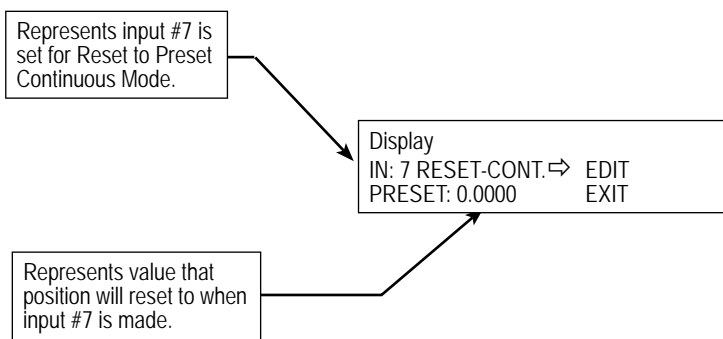 Represents input #7 is
set for Reset to Preset
Continuous Mode.
Display
IN: 7 RESET-CONT.⇨ EDIT
PRESET: 0.0000 EXIT
Represents value that
position will reset to when
input #7 is made.